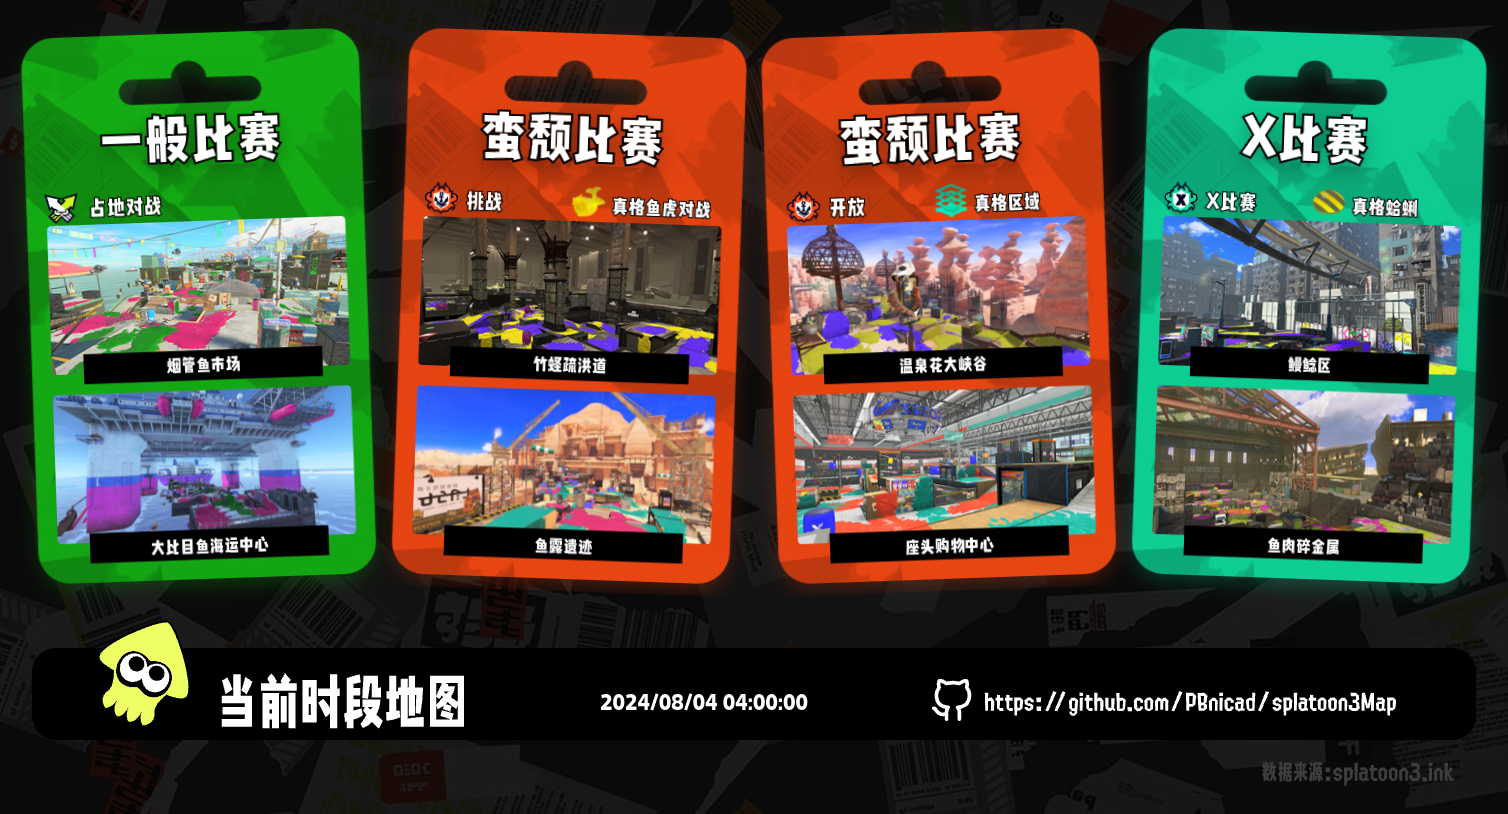 一般比赛
占地对战
烟管鱼市场
大比目鱼海运中心
蛮颓比赛
挑战
真格鱼虎对战
竹蛏疏洪道
鱼露遗迹
蛮颓比赛
开放
真格区域
温泉花大峡谷
座头购物中心
X比赛
X比赛
真格蛤蜊
鳗鲶区
鱼肉碎金属
当前时段地图
2024/08/04 04:00:00
https://github.com/PBnicad/splatoon3Map
数据来源:splatoon3.ink